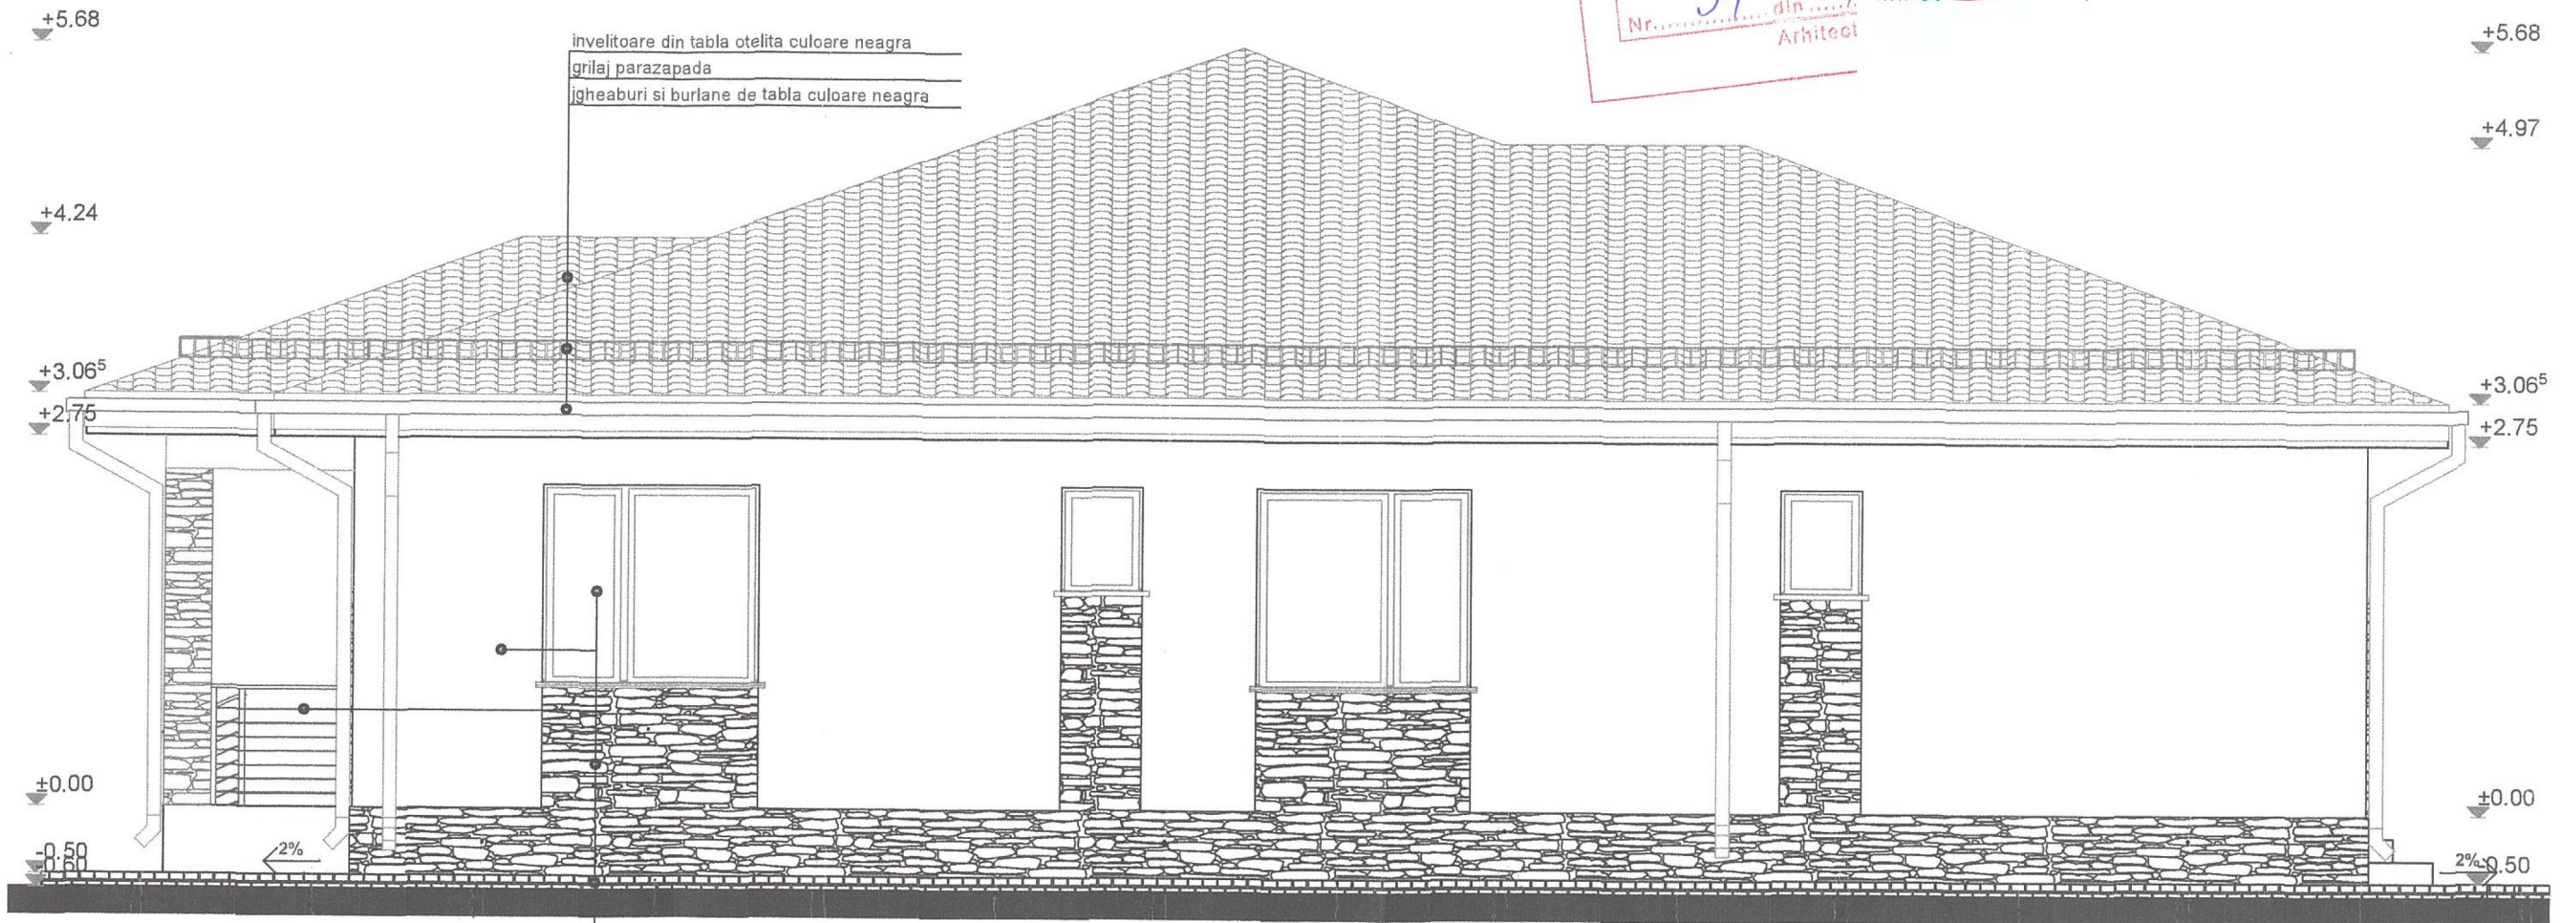 +5.68
Nr. din
Arhitect
+5.68
invelitoare din tabla otelita culoare neagra
grilaj parazapada
jgheaburi si burlane de tabla culoare neagra
+4.97
+4.24
+3.06⁵
+3.06⁵
+2.75
+2.75
±0.00
±0.00
-0.50
2%
2%
0.50